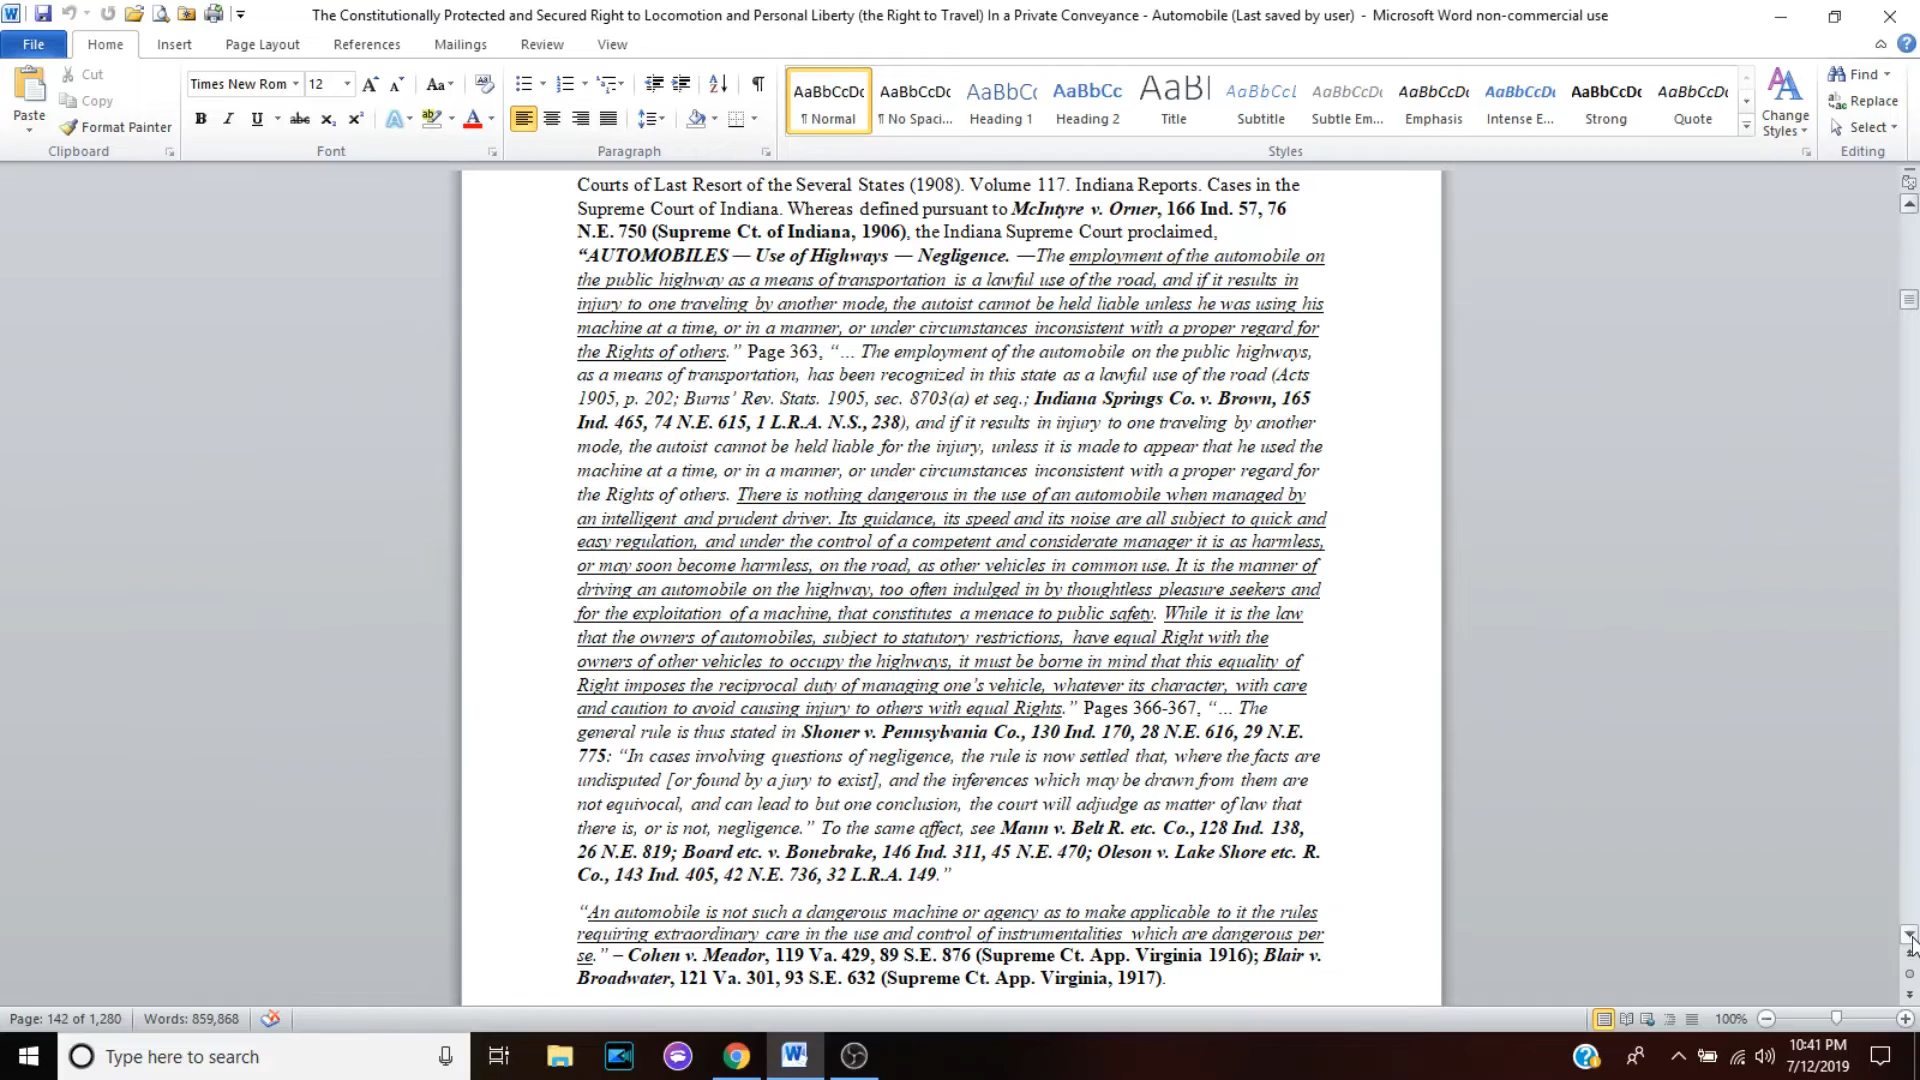 The Constitutionally Protected and Secured Right to Locomotion and Personal Liberty (the Right to Travel) In a Private Conveyance - Automobile (Last saved by user) - Microsoft Word non-commercial use
File Home Insert Page Layout References Mailings Review View
Paste
Cut
Copy
Format Painter
Clipboard
Times New Rom 12
Font
Paragraph
AaBbCcDc AaBbCcDc AaBbCc AaBbCc AaBl AaBbCcL AaBbCcDc AaBbCcDc AaBbCcDc AaBbCcDc AaBbCcDc
¶ Normal ¶ No Spaci... Heading 1 Heading 2 Title Subtitle Subtle Em... Emphasis Intense E... Strong Quote
Styles
Change Styles
Find
Replace
Select
Editing
Courts of Last Resort of the Several States (1908). Volume 117. Indiana Reports. Cases in the
Supreme Court of Indiana. Whereas defined pursuant to McIntyre v. Orner, 166 Ind. 57, 76
N.E. 750 (Supreme Ct. of Indiana, 1906), the Indiana Supreme Court proclaimed,
“AUTOMOBILES — Use of Highways — Negligence. —The employment of the automobile on
the public highway as a means of transportation is a lawful use of the road, and if it results in
injury to one traveling by another mode, the autoist cannot be held liable unless he was using his
machine at a time, or in a manner, or under circumstances inconsistent with a proper regard for
the Rights of others.” Page 363, “… The employment of the automobile on the public highways,
as a means of transportation, has been recognized in this state as a lawful use of the road (Acts
1905, p. 202; Burns’ Rev. Stats. 1905, sec. 8703(a) et seq.; Indiana Springs Co. v. Brown, 165
Ind. 465, 74 N.E. 615, 1 L.R.A. N.S., 238), and if it results in injury to one traveling by another
mode, the autoist cannot be held liable for the injury, unless it is made to appear that he used the
machine at a time, or in a manner, or under circumstances inconsistent with a proper regard for
the Rights of others. There is nothing dangerous in the use of an automobile when managed by
an intelligent and prudent driver. Its guidance, its speed and its noise are all subject to quick and
easy regulation, and under the control of a competent and considerate manager it is as harmless,
or may soon become harmless, on the road, as other vehicles in common use. It is the manner of
driving an automobile on the highway, too often indulged in by thoughtless pleasure seekers and
for the exploitation of a machine, that constitutes a menace to public safety. While it is the law
that the owners of automobiles, subject to statutory restrictions, have equal Right with the
owners of other vehicles to occupy the highways, it must be borne in mind that this equality of
Right imposes the reciprocal duty of managing one’s vehicle, whatever its character, with care
and caution to avoid causing injury to others with equal Rights.” Pages 366-367, “… The
general rule is thus stated in Shoner v. Pennsylvania Co., 130 Ind. 170, 28 N.E. 616, 29 N.E.
775: “In cases involving questions of negligence, the rule is now settled that, where the facts are
undisputed [or found by a jury to exist], and the inferences which may be drawn from them are
not equivocal, and can lead to but one conclusion, the court will adjudge as matter of law that
there is, or is not, negligence.” To the same affect, see Mann v. Belt R. etc. Co., 128 Ind. 138,
26 N.E. 819; Board etc. v. Bonebrake, 146 Ind. 311, 45 N.E. 470; Oleson v. Lake Shore etc. R.
Co., 143 Ind. 405, 42 N.E. 736, 32 L.R.A. 149.”
“An automobile is not such a dangerous machine or agency as to make applicable to it the rules
requiring extraordinary care in the use and control of instrumentalities which are dangerous per
se.” – Cohen v. Meador, 119 Va. 429, 89 S.E. 876 (Supreme Ct. App. Virginia 1916); Blair v.
Broadwater, 121 Va. 301, 93 S.E. 632 (Supreme Ct. App. Virginia, 1917).
Page: 142 of 1,280 Words: 859,868 100%
Type here to search
10:41 PM
7/12/2019